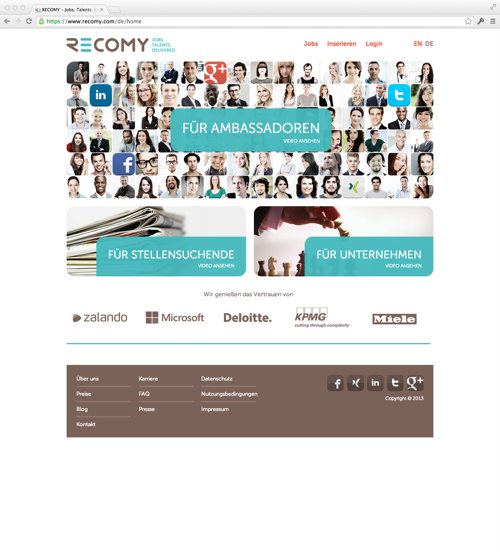 RECOMY – Jobs. Talents. D
https://www.recomy.com/de/home
RECOMY
JOBS.
TALENTS.
DELIVERED.
Jobs Inserieren Login EN DE
g+
in
FÜR AMBASSADOREN
VIDEO ANSEHEN
f
FÜR STELLENSUCHENDE
VIDEO ANSEHEN
FÜR UNTERNEHMEN
VIDEO ANSEHEN
Wir genießen das Vertrauen von
zalando
Microsoft
Deloitte.
KPMG
cutting through complexity
Miele
Über uns
Preise
Blog
Kontakt
Karriere
FAQ
Presse
Datenschutz
Nutzungsbedingungen
Impressum
f in g+
Copyright © 2013